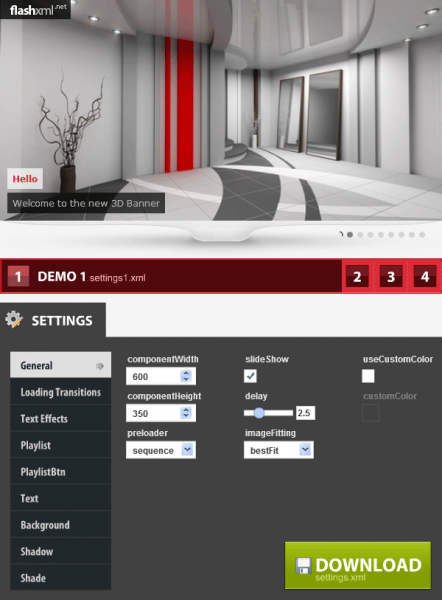 flashxml.net
Hello
Welcome to the new 3D Banner
1 DEMO 1 settings1.xml 2 3 4
SETTINGS
General
Loading Transitions
Text Effects
Playlist
PlaylistBtn
Text
Background
Shadow
Shade
componentWidth slideShow useCustomColor
600
componentHeight delay customColor
350 2.5
preloader imageFitting
sequence bestFit
DOWNLOAD
settings.xml